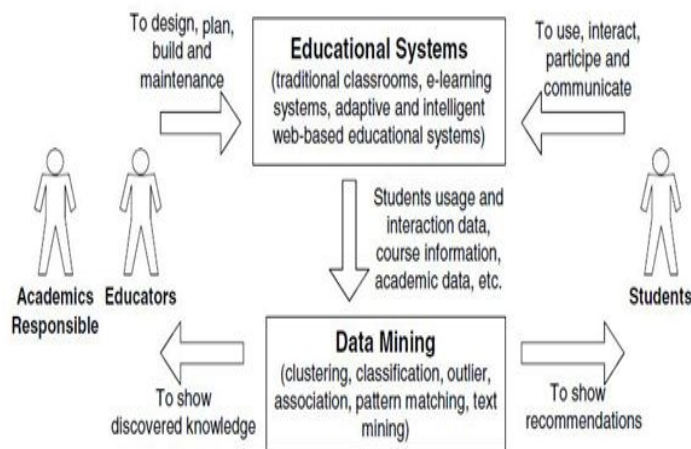 To design, plan,
build and
maintenance
Educational Systems
(traditional classrooms, e-learning
systems, adaptive and intelligent
web-based educational systems)
To use, interact,
participe and
communicate
Students usage and
interaction data,
course information,
academic data, etc.
Academics
Responsible
Educators
Students
Data Mining
(clustering, classification, outlier,
association, pattern matching, text
mining)
To show
discovered knowledge
To show
recommendations